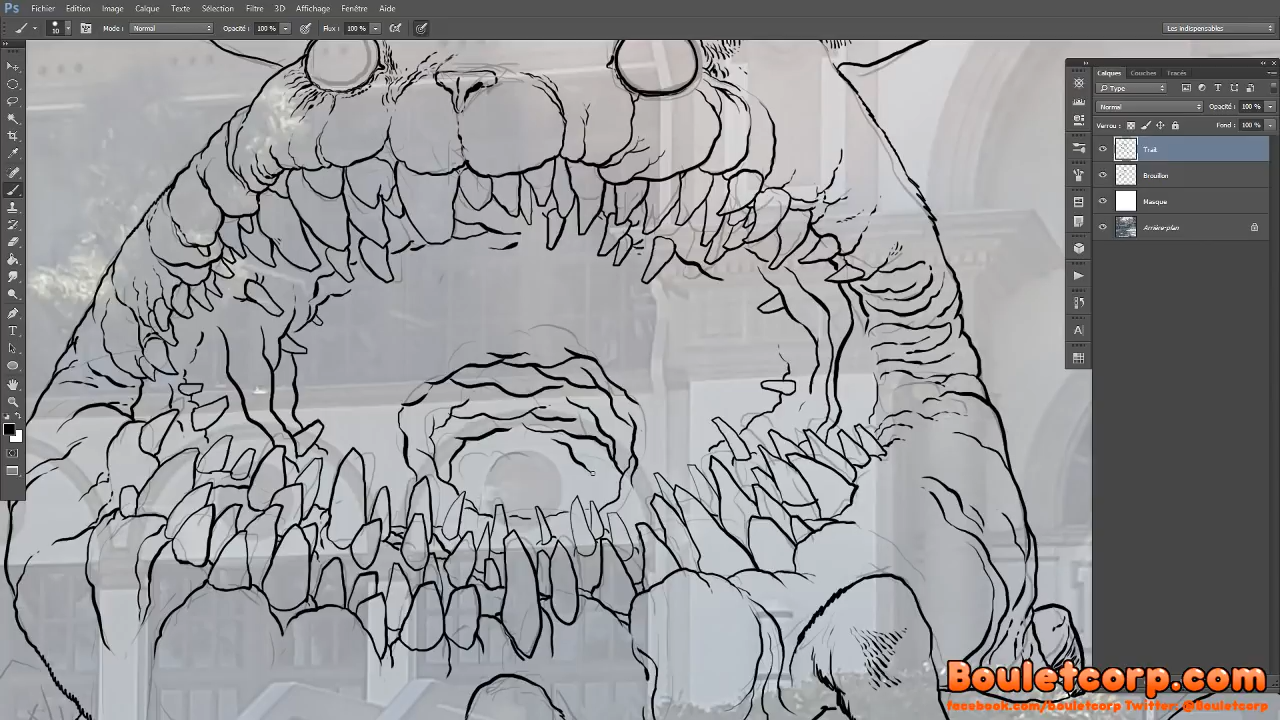 Ps Fichier Edition Image Calque Texte Sélection Filtre 3D Affichage Fenêtre Aide
10 Mode : Normal Opacité : 100 % Flux : 100 % Les indispensables
Calques Couches Tracés
Type
Normal Opacité : 100 %
Verrou : Fond : 100 %
Trait
Brouillon
Masque
Arrière-plan
Bouletcorp.com
facebook.com/bouletcorp Twitter: @Bouletcorp